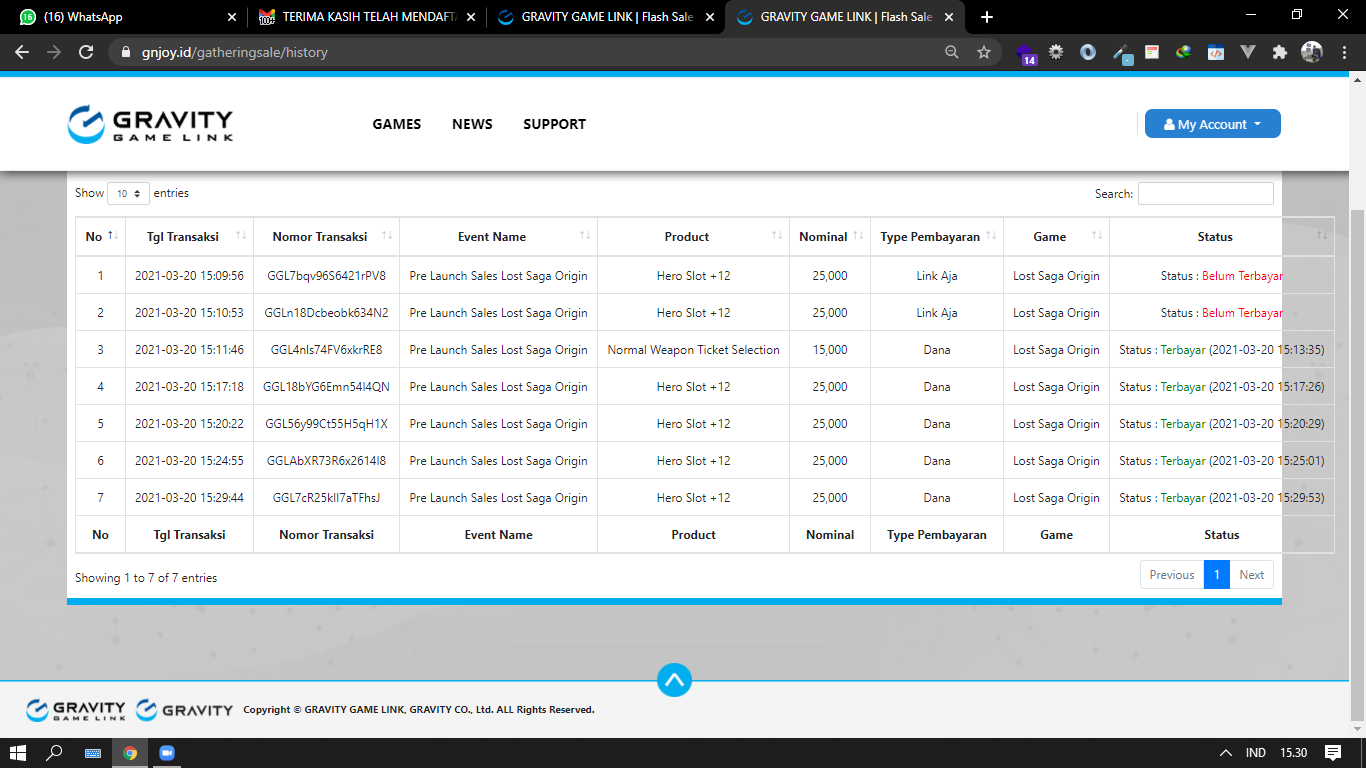 (16) WhatsApp
TERIMA KASIH TELAH MENDAFTA
GRAVITY GAME LINK | Flash Sale
GRAVITY GAME LINK | Flash Sale
gnjoy.id/gatheringsale/history
14
GRAVITY
GAME LINK
GAMES NEWS SUPPORT
My Account
Show 10 entries
Search:
No Tgl Transaksi Nomor Transaksi Event Name Product Nominal Type Pembayaran Game Status
1 2021-03-20 15:09:56 GGL7bqv96S6421rPV8 Pre Launch Sales Lost Saga Origin Hero Slot +12 25,000 Link Aja Lost Saga Origin Status : Belum Terbayar
2 2021-03-20 15:10:53 GGLn18Dcbeobk634N2 Pre Launch Sales Lost Saga Origin Hero Slot +12 25,000 Link Aja Lost Saga Origin Status : Belum Terbayar
3 2021-03-20 15:11:46 GGL4nIs74FV6xkrRE8 Pre Launch Sales Lost Saga Origin Normal Weapon Ticket Selection 15,000 Dana Lost Saga Origin Status : Terbayar (2021-03-20 15:13:35)
4 2021-03-20 15:17:18 GGL18bYG6Emn54I4QN Pre Launch Sales Lost Saga Origin Hero Slot +12 25,000 Dana Lost Saga Origin Status : Terbayar (2021-03-20 15:17:26)
5 2021-03-20 15:20:22 GGL56y99Ct55H5qH1X Pre Launch Sales Lost Saga Origin Hero Slot +12 25,000 Dana Lost Saga Origin Status : Terbayar (2021-03-20 15:20:29)
6 2021-03-20 15:24:55 GGLAbXR73R6x2614I8 Pre Launch Sales Lost Saga Origin Hero Slot +12 25,000 Dana Lost Saga Origin Status : Terbayar (2021-03-20 15:25:01)
7 2021-03-20 15:29:44 GGL7cR25kII7aTFhsJ Pre Launch Sales Lost Saga Origin Hero Slot +12 25,000 Dana Lost Saga Origin Status : Terbayar (2021-03-20 15:29:53)
No Tgl Transaksi Nomor Transaksi Event Name Product Nominal Type Pembayaran Game Status
Showing 1 to 7 of 7 entries
Previous 1 Next
GRAVITY GAME LINK GRAVITY Copyright © GRAVITY GAME LINK, GRAVITY CO., Ltd. ALL Rights Reserved.
IND 15.30